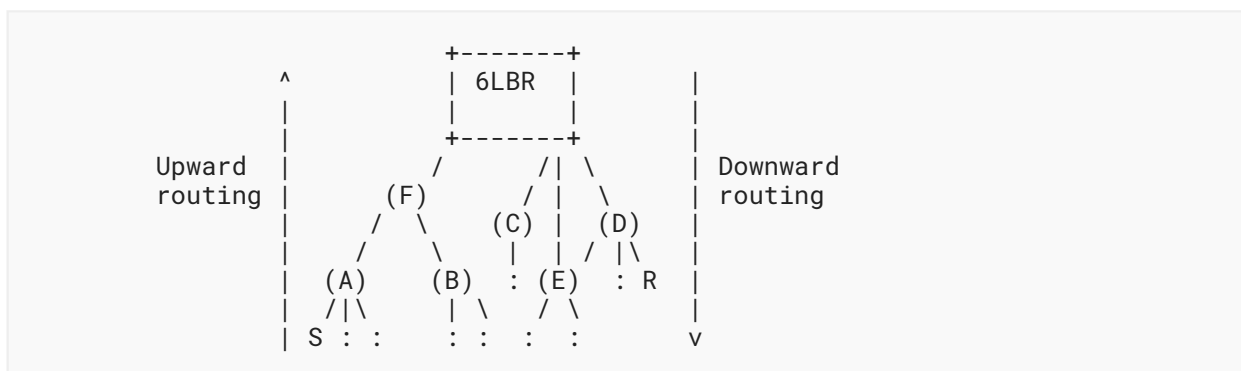 +-------+
        ^          | 6LBR  |       |
        |          |       |       |
        |          +-------+       |
Upward  |         /      /| \      | Downward
routing |      (F)      / |  \     | routing
        |     /  \    (C) |  (D)   |
        |    /    \    |  | / |\   |
        |  (A)    (B)  : (E)  : R  |
        |  /|\     | \   / \       |
        | S : :    : :  :  :       v